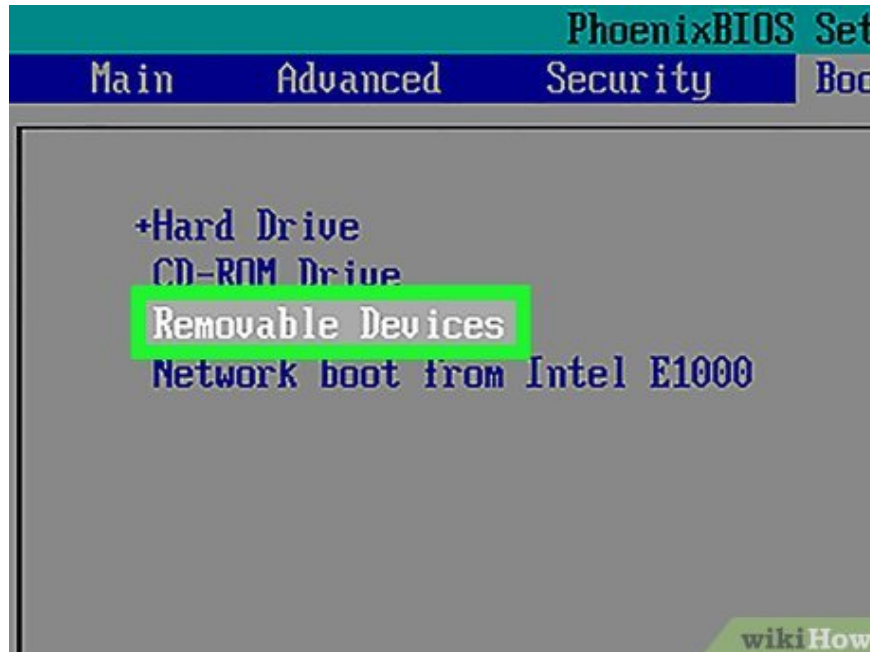 PhoenixBIOS Set
Main Advanced Security Boo
+Hard Drive
CD-ROM Drive
Removable Devices
Network boot from Intel E1000
wikiHow